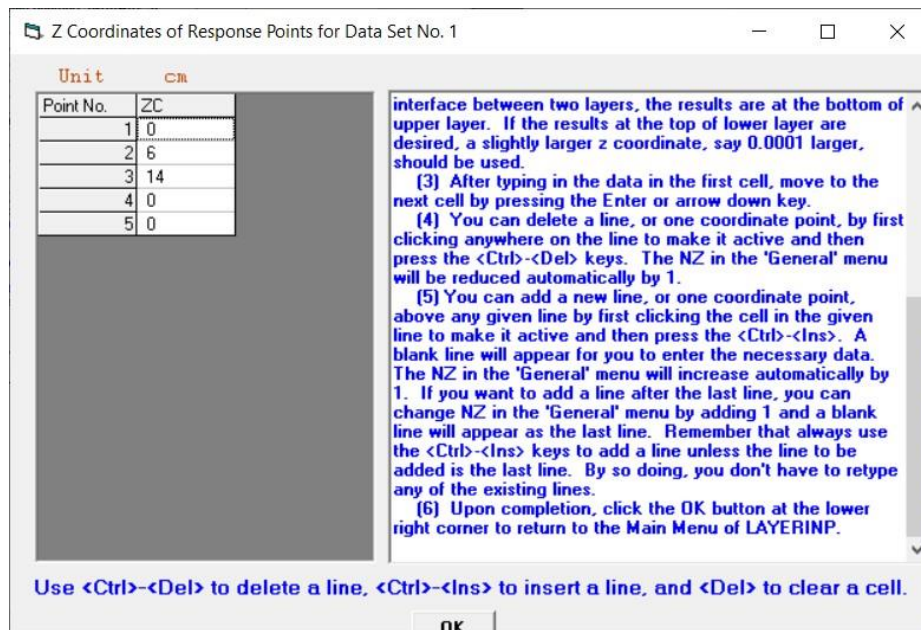 Z Coordinates of Response Points for Data Set No. 1
Unit cm
Point No. ZC
1 0
2 6
3 14
4 0
5 0
interface between two layers, the results are at the bottom of
upper layer. If the results at the top of lower layer are
desired, a slightly larger z coordinate, say 0.0001 larger,
should be used.
(3) After typing in the data in the first cell, move to the
next cell by pressing the Enter or arrow down key.
(4) You can delete a line, or one coordinate point, by first
clicking anywhere on the line to make it active and then
press the <Ctrl>-<Del> keys. The NZ in the 'General' menu
will be reduced automatically by 1.
(5) You can add a new line, or one coordinate point,
above any given line by first clicking the cell in the given
line to make it active and then press the <Ctrl>-<Ins>. A
blank line will appear for you to enter the necessary data.
The NZ in the 'General' menu will increase automatically by
1. If you want to add a line after the last line, you can
change NZ in the 'General' menu by adding 1 and a blank
line will appear as the last line. Remember that always use
the <Ctrl>-<Ins> keys to add a line unless the line to be
added is the last line. By so doing, you don't have to retype
any of the existing lines.
(6) Upon completion, click the OK button at the lower
right corner to return to the Main Menu of LAYERINP.
Use <Ctrl>-<Del> to delete a line, <Ctrl>-<Ins> to insert a line, and <Del> to clear a cell.
OK